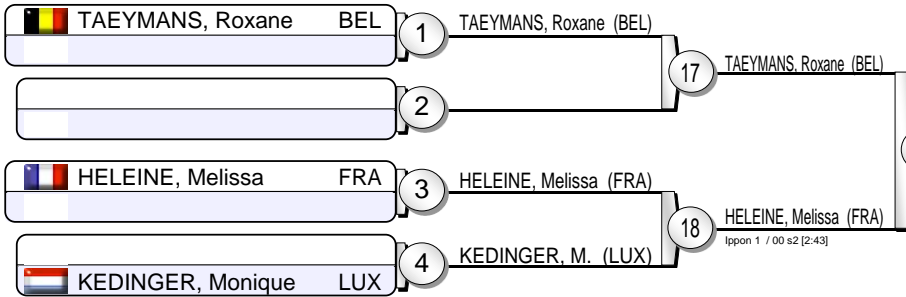 TAEYMANS, Roxane BEL 1 TAEYMANS, Roxane (BEL)
17 TAEYMANS, Roxane (BEL)
2
HELEINE, Melissa FRA 3 HELEINE, Melissa (FRA)
18 HELEINE, Melissa (FRA)
Ippon 1 / 00 s2 [2:43]
4 KEDINGER, M. (LUX)
KEDINGER, Monique LUX